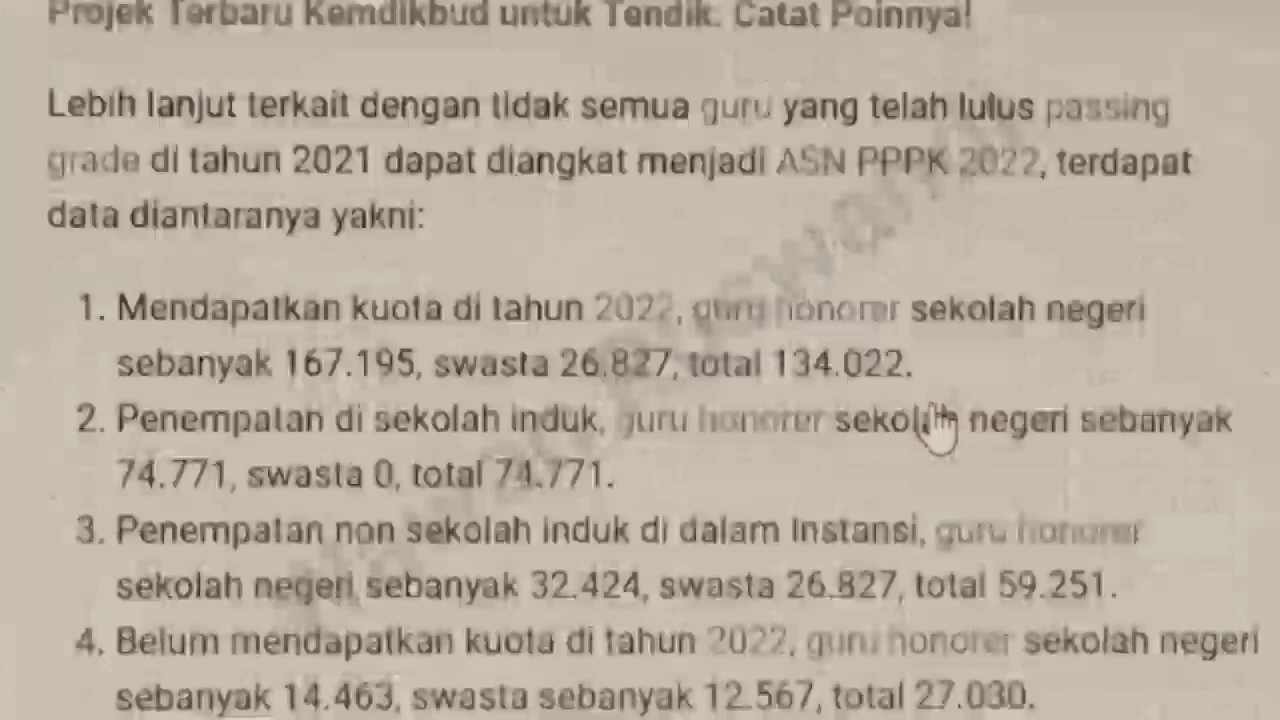 Projek Terbaru Kemdikbud untuk Tendik. Catat Poinnya!
Lebih lanjut terkait dengan tidak semua guru yang telah lulus passing
grade di tahun 2021 dapat diangkat menjadi ASN PPPK 2022, terdapat
data diantaranya yakni:
1. Mendapatkan kuota di tahun 2022, guru honorer sekolah negeri
sebanyak 167.195, swasta 26.827, total 134.022.
2. Penempatan di sekolah induk, guru honorer sekolah negeri sebanyak
74.771, swasta 0, total 74.771.
3. Penempatan non sekolah induk di dalam Instansi, guru honorer
sekolah negeri sebanyak 32.424, swasta 26.827, total 59.251.
4. Belum mendapatkan kuota di tahun 2022, guru honorer sekolah negeri
sebanyak 14.463, swasta sebanyak 12.567, total 27.030.